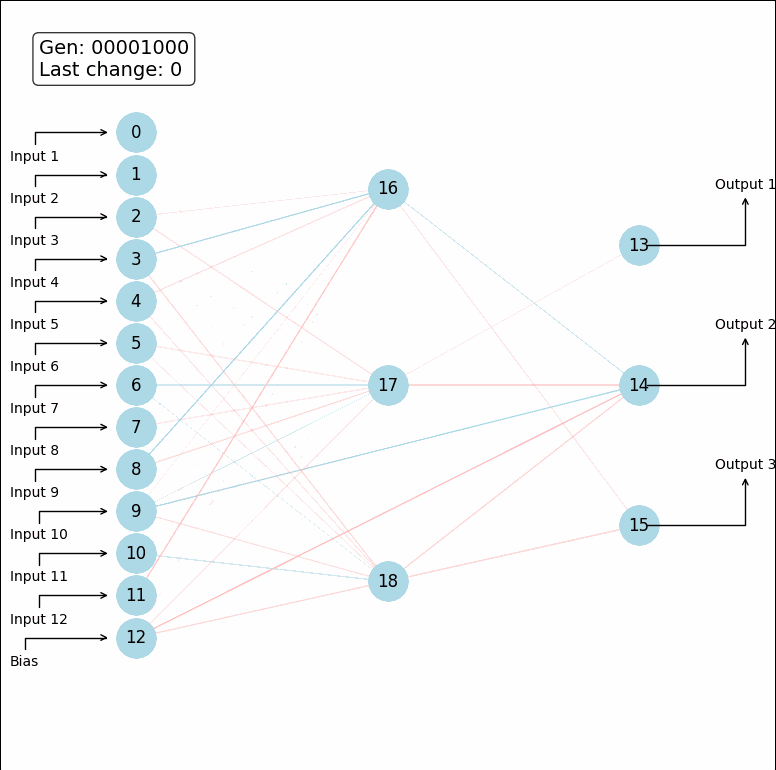 Gen: 00001000
Last change: 0
0
Input 1
1
Input 2
2
Input 3
3
Input 4
4
Input 5
5
Input 6
6
Input 7
7
Input 8
8
Input 9
9
Input 10
10
Input 11
11
Input 12
12
Bias
16
17
18
Output 1
13
Output 2
14
Output 3
15